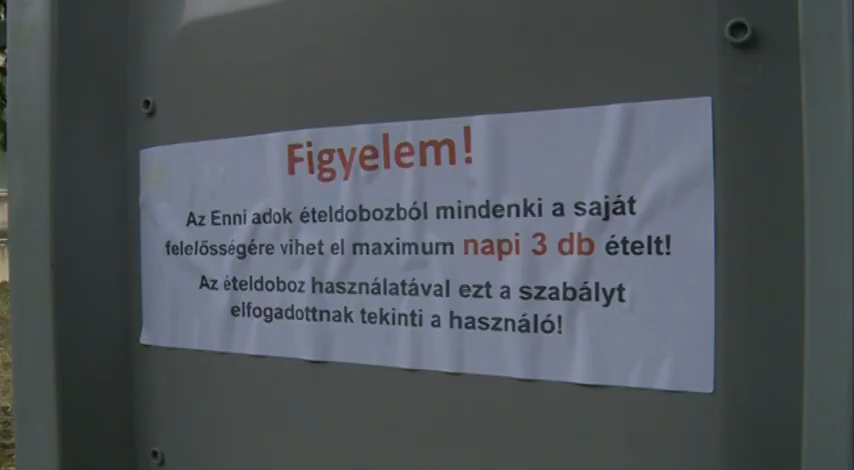 Figyelem!
Az Enni adok ételdobozból mindenki a saját
felelősségére vihet el maximum napi 3 db ételt!
Az ételdoboz használatával ezt a szabályt
elfogadottnak tekinti a használó!